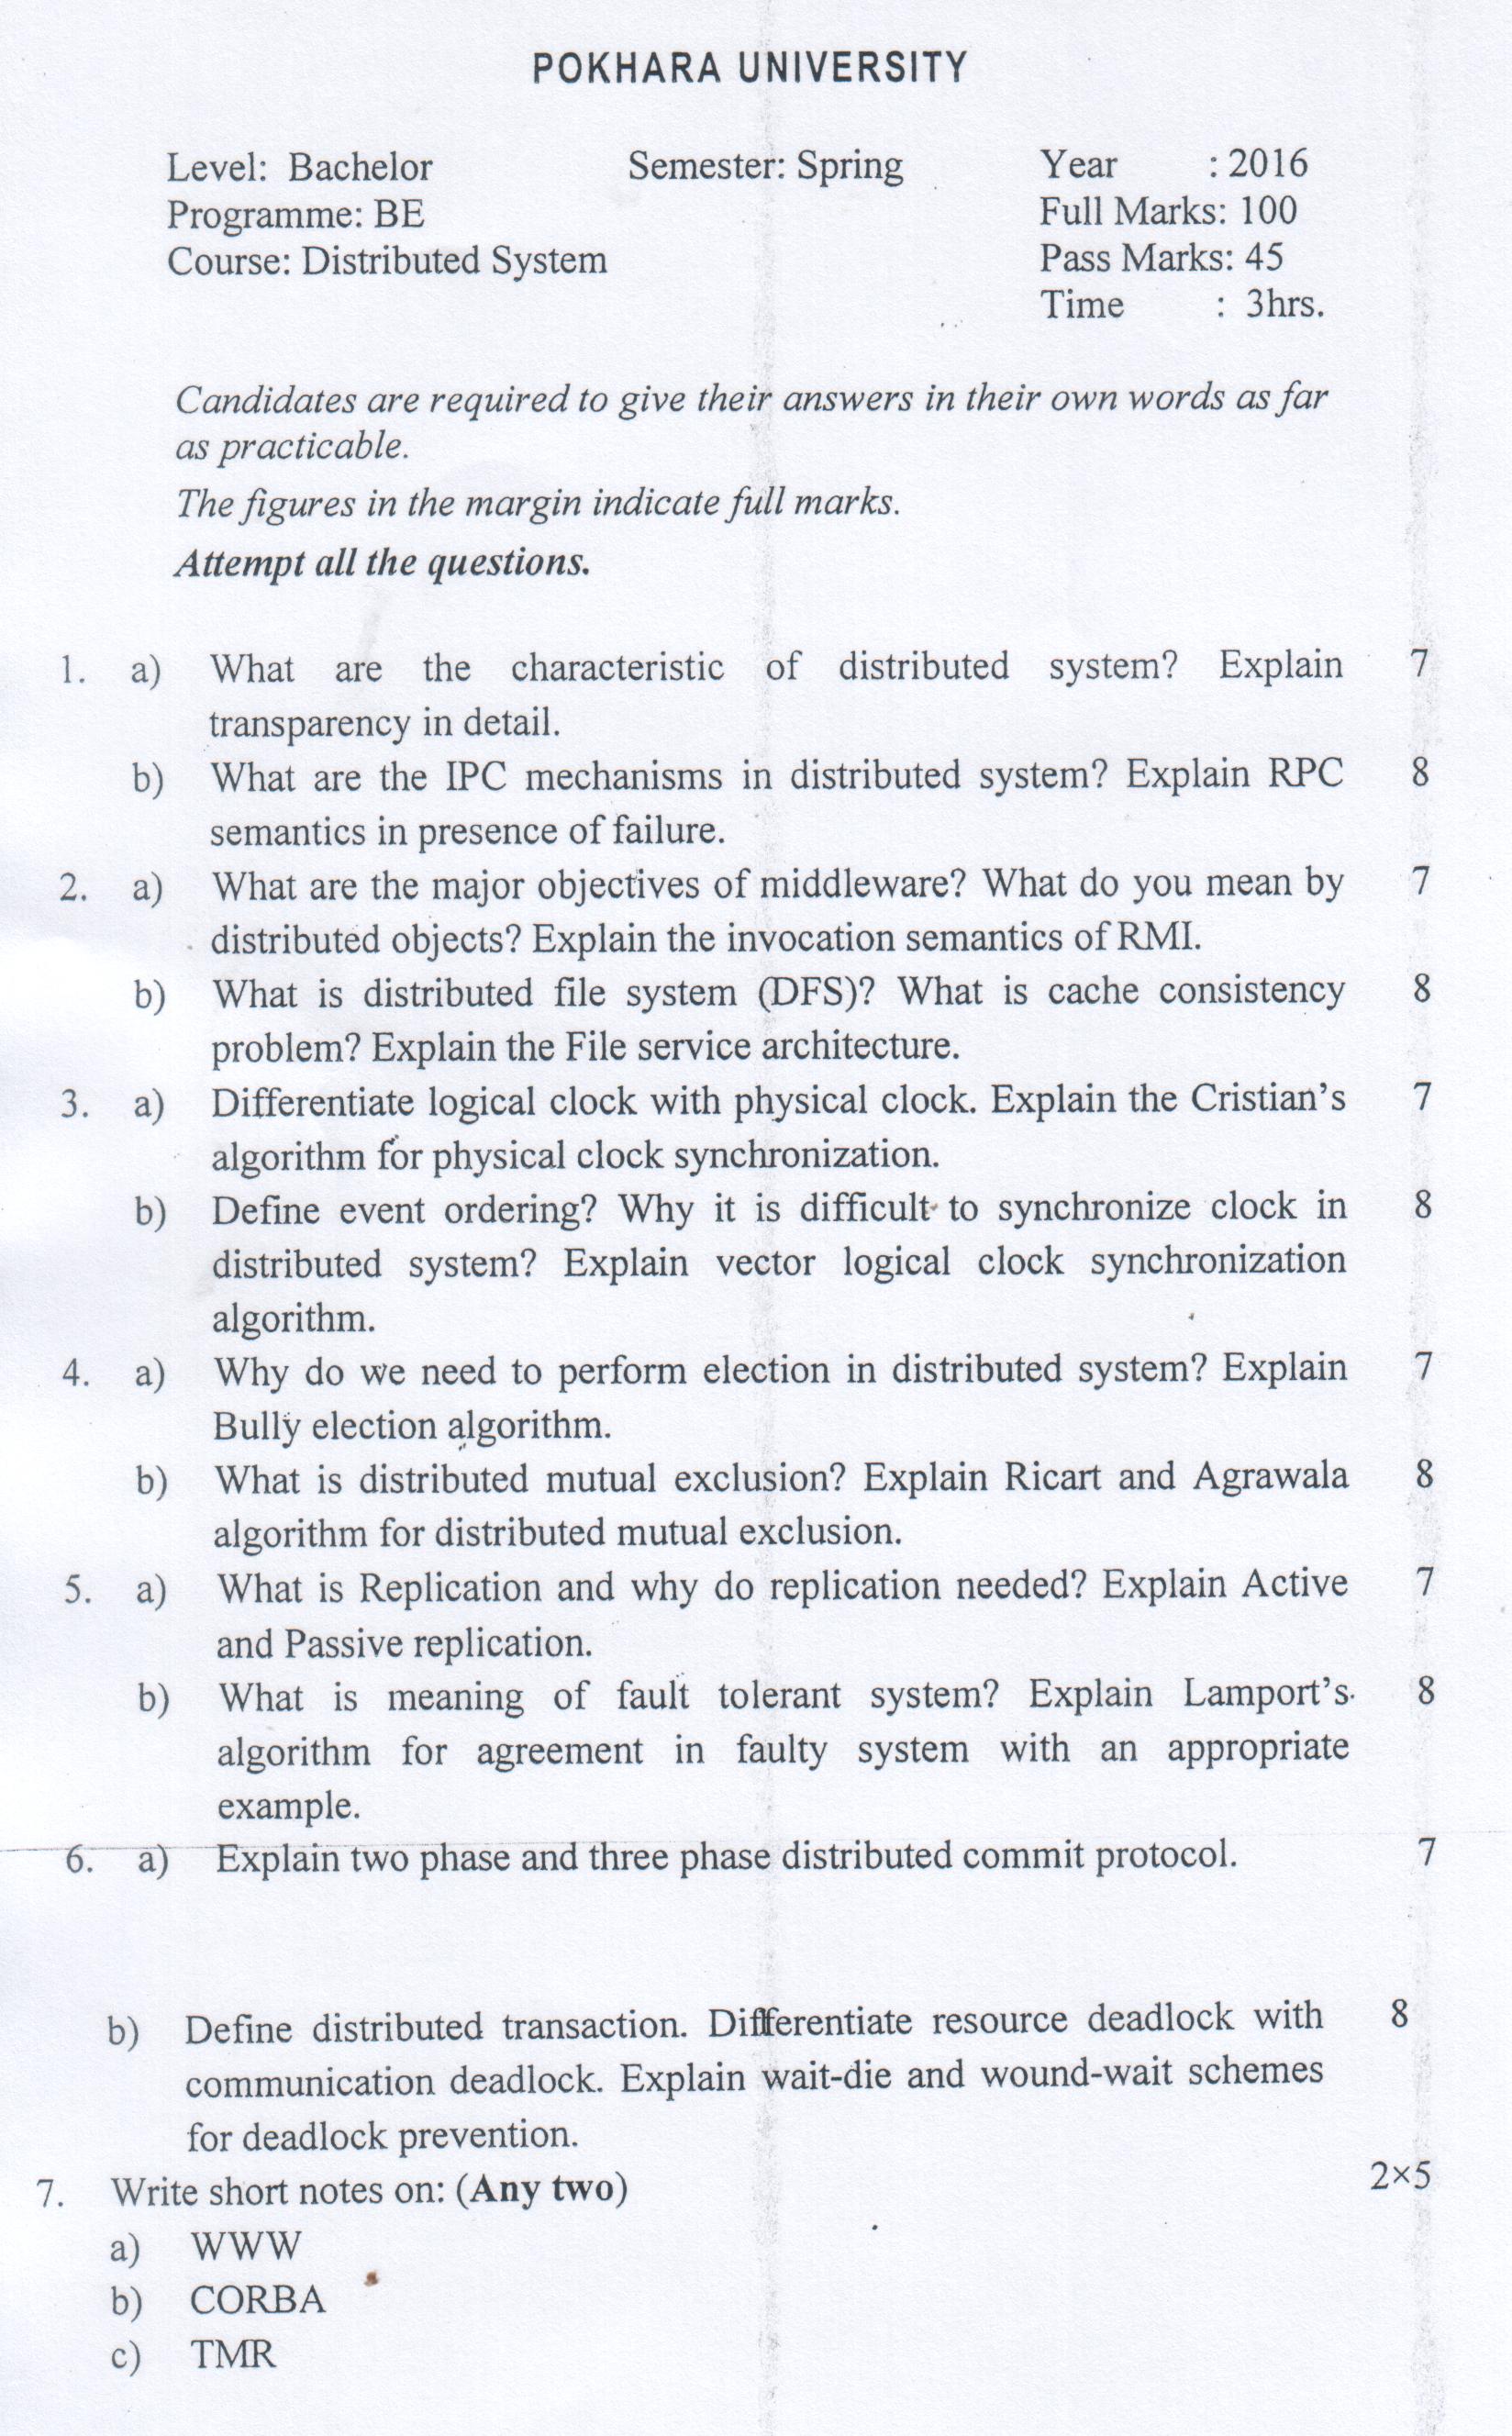 POKHARA UNIVERSITY
Level: Bachelor Semester: Spring Year : 2016
Programme: BE Full Marks: 100
Course: Distributed System Pass Marks: 45
Time : 3hrs.
Candidates are required to give their answers in their own words as far
as practicable.
The figures in the margin indicate full marks.
Attempt all the questions.
1. a) What are the characteristic of distributed system? Explain 7
transparency in detail.
b) What are the IPC mechanisms in distributed system? Explain RPC 8
semantics in presence of failure.
2. a) What are the major objectives of middleware? What do you mean by 7
distributed objects? Explain the invocation semantics of RMI.
b) What is distributed file system (DFS)? What is cache consistency 8
problem? Explain the File service architecture.
3. a) Differentiate logical clock with physical clock. Explain the Cristian's 7
algorithm for physical clock synchronization.
b) Define event ordering? Why it is difficult to synchronize clock in 8
distributed system? Explain vector logical clock synchronization
algorithm.
4. a) Why do we need to perform election in distributed system? Explain 7
Bully election algorithm.
b) What is distributed mutual exclusion? Explain Ricart and Agrawala 8
algorithm for distributed mutual exclusion.
5. a) What is Replication and why do replication needed? Explain Active 7
and Passive replication.
b) What is meaning of fault tolerant system? Explain Lamport's 8
algorithm for agreement in faulty system with an appropriate
example.
6. a) Explain two phase and three phase distributed commit protocol. 7
b) Define distributed transaction. Differentiate resource deadlock with 8
communication deadlock. Explain wait-die and wound-wait schemes
for deadlock prevention.
7. Write short notes on: (Any two) 2×5
a) WWW
b) CORBA
c) TMR